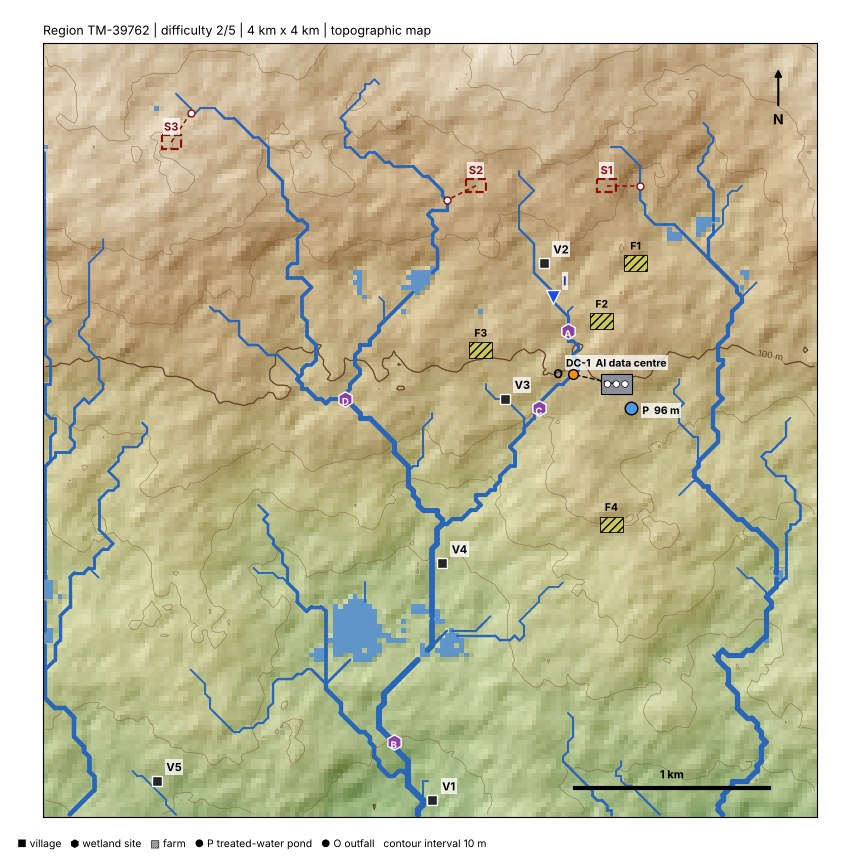 Region TM-39762 | difficulty 2/5 | 4 km x 4 km | topographic map
N
S3
S2
S1
V2
F1
I
F2
A
F3
100 m
DC-1 AI data centre
O
V3
D
C
P 96 m
F4
V4
B
V5
1 km
V1
village wetland site farm P treated-water pond O outfall contour interval 10 m